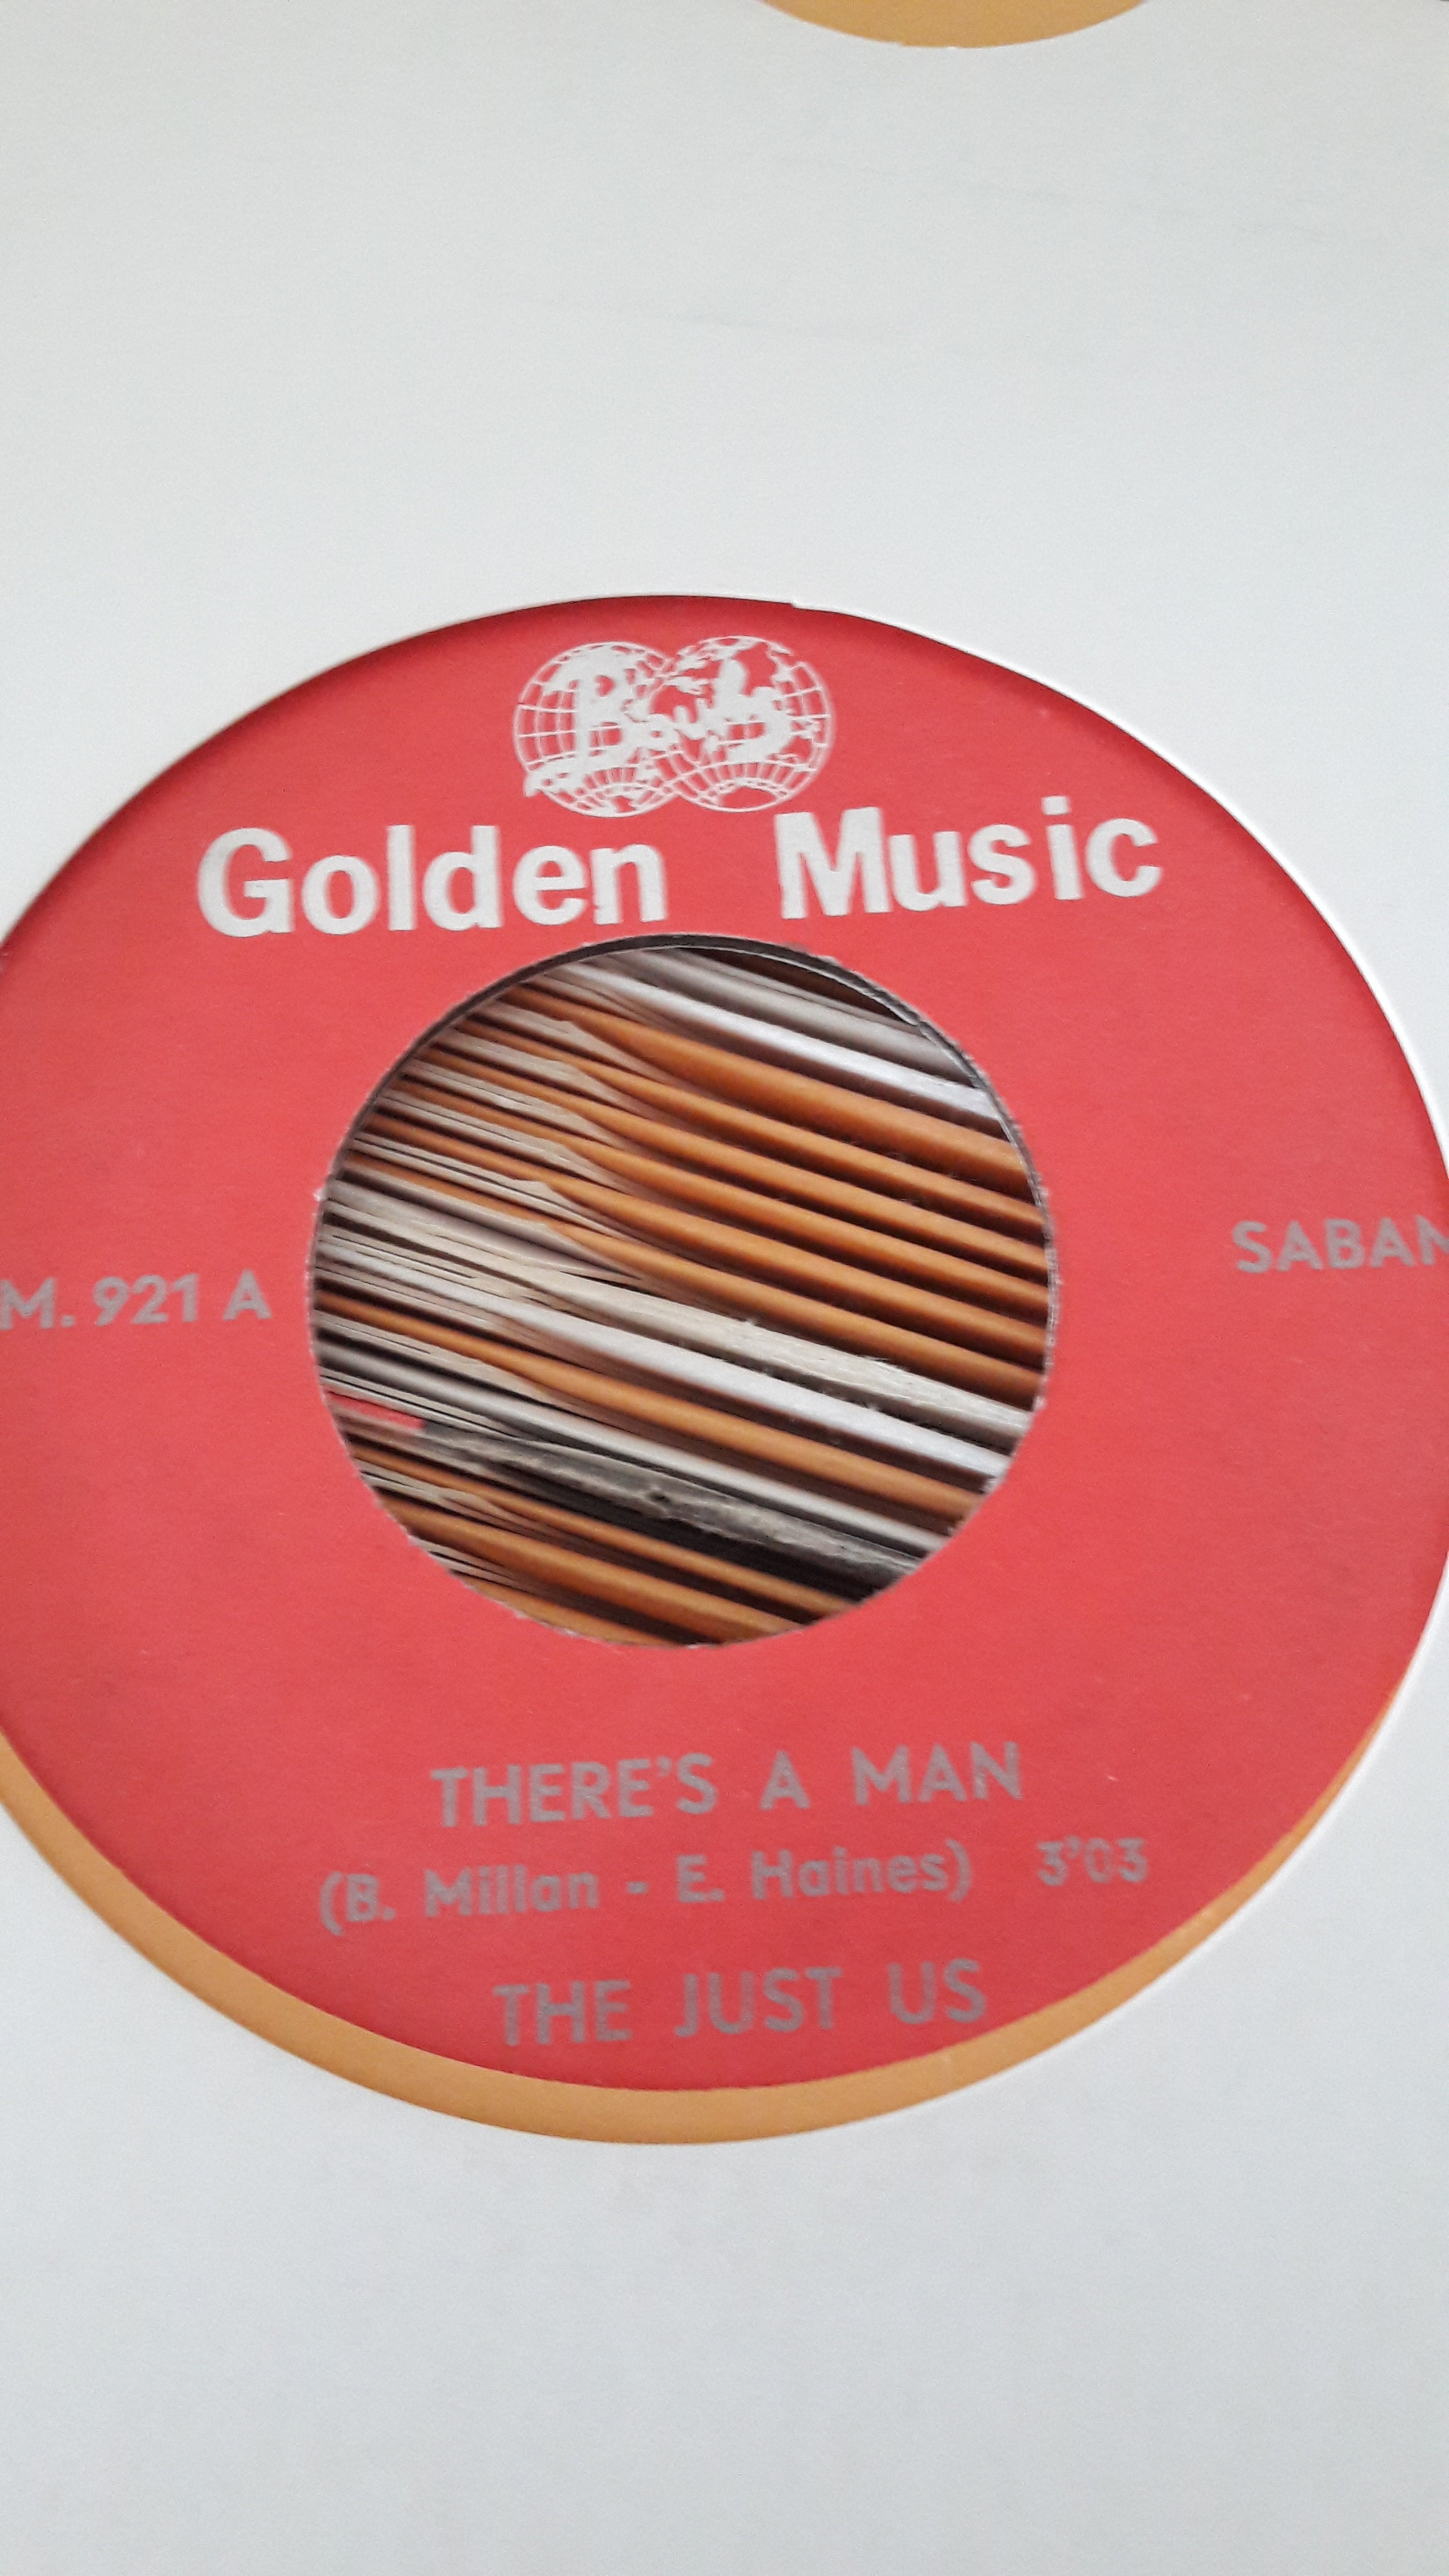 Golden Music
M. 921 A
SABAM
THERE'S A MAN
(B. Millan - E. Haines) 3'03
THE JUST US